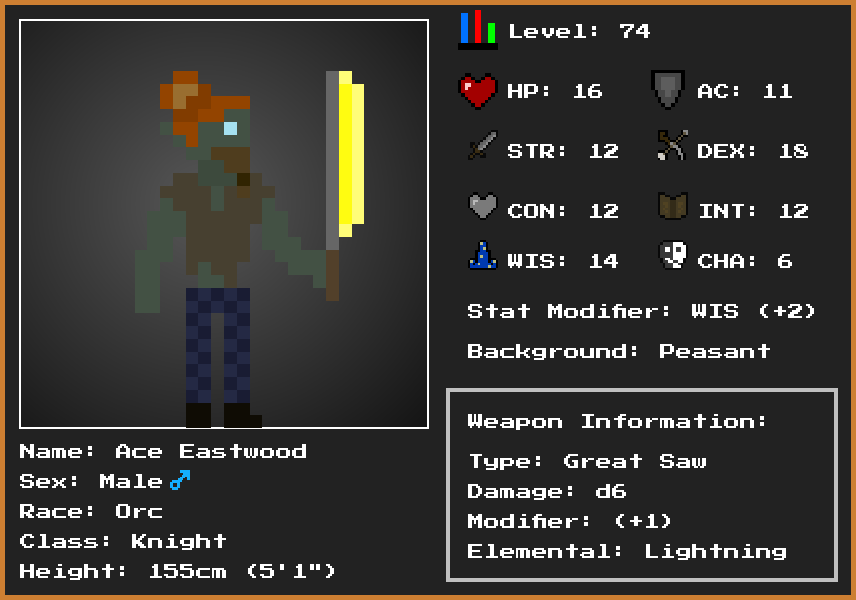 Level: 74
HP: 16 AC: 11
STR: 12 DEX: 18
CON: 12 INT: 12
WIS: 14 CHA: 6
Stat Modifier: WIS (+2)
Background: Peasant
Weapon Information:
Type: Great Saw
Damage: d6
Modifier: (+1)
Elemental: Lightning
Name: Ace Eastwood
Sex: Male ♂
Race: Orc
Class: Knight
Height: 155cm (5'1")